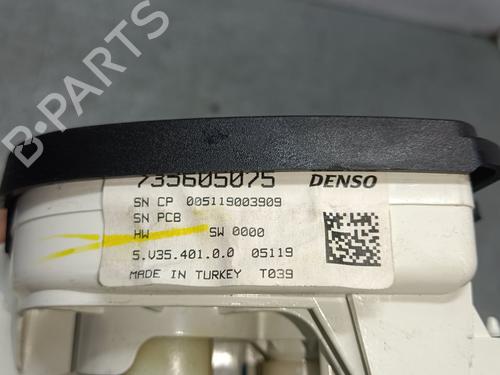 735605075 DENSO
SN CP 005119003909
SN PCB
HW SW 0000
5.V35.401.0.0 05119
MADE IN TURKEY T039
B-PARTS